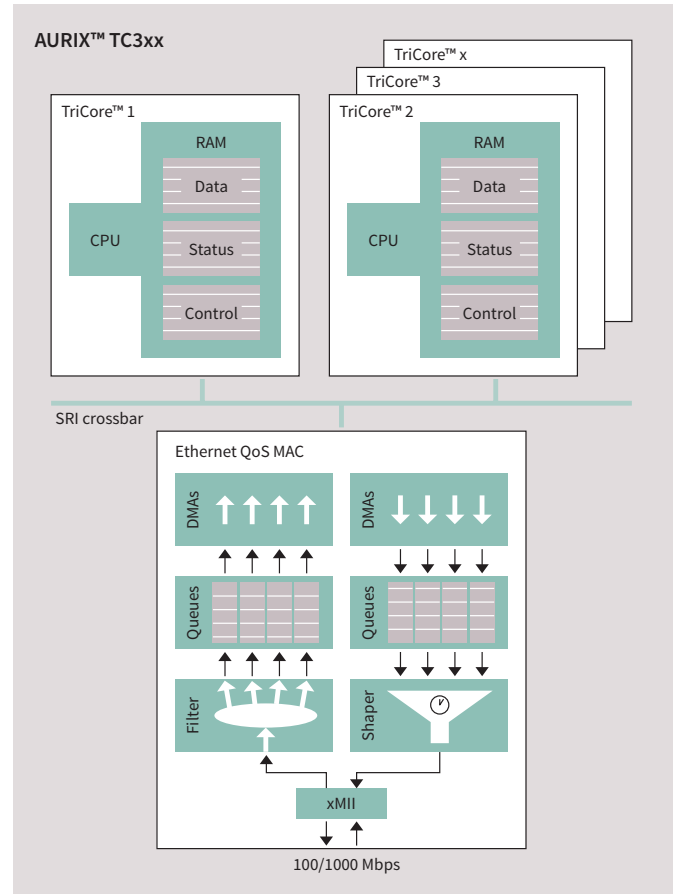 AURIX™ TC3xx
TriCore™ x
TriCore™ 3
TriCore™ 1
TriCore™ 2
RAM
Data
CPU
Status
Control
RAM
Data
CPU
Status
Control
SRI crossbar
Ethernet QoS MAC
DMAs
DMAs
Queues
Queues
Filter
Shaper
xMII
100/1000 Mbps